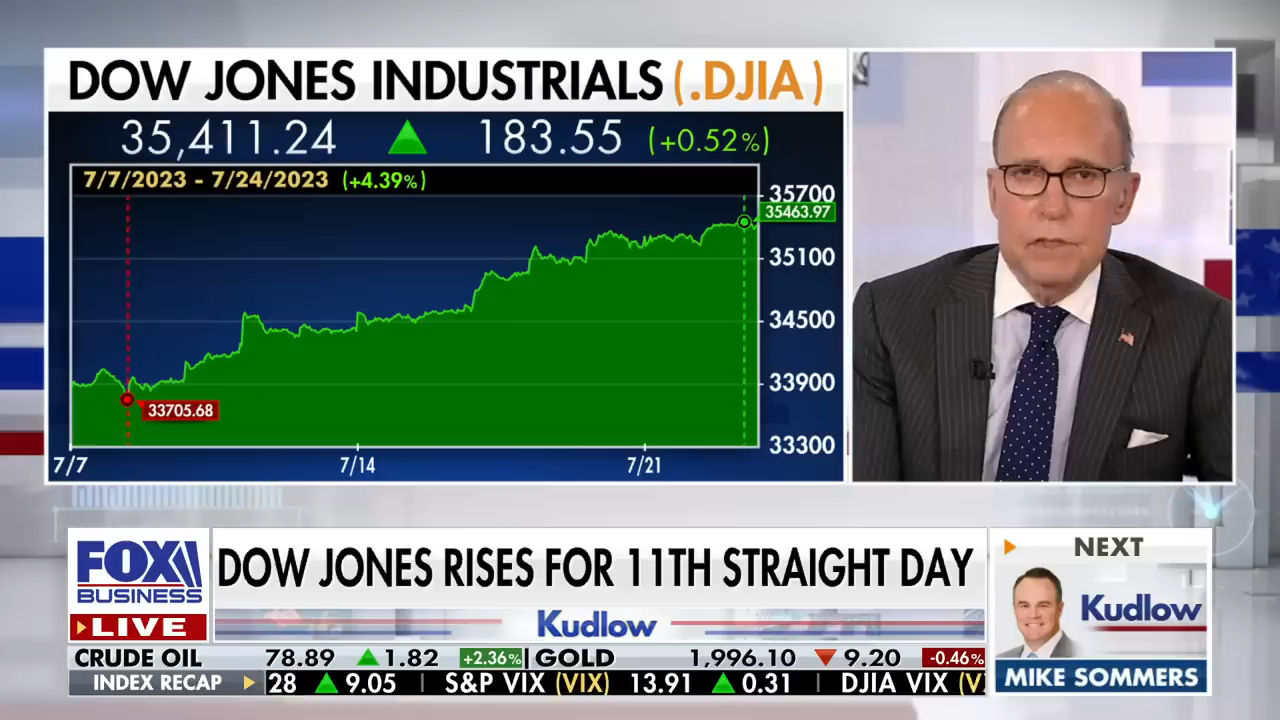 DOW JONES INDUSTRIALS (.DJIA)
35,411.24 ▲ 183.55 (+0.52%)
7/7/2023 - 7/24/2023 (+4.39%)
35700
35463.97
35100
34500
33900
33705.68
33300
7/7 7/14 7/21
FOX BUSINESS
LIVE
DOW JONES RISES FOR 11TH STRAIGHT DAY
Kudlow
NEXT
Kudlow
MIKE SOMMERS
CRUDE OIL 78.89 ▲ 1.82 +2.36% | GOLD 1,996.10 ▼ 9.20 -0.46%
INDEX RECAP 28 ▲ 9.05 | S&P VIX (VIX) 13.91 ▲ 0.31 | DJIA VIX (V